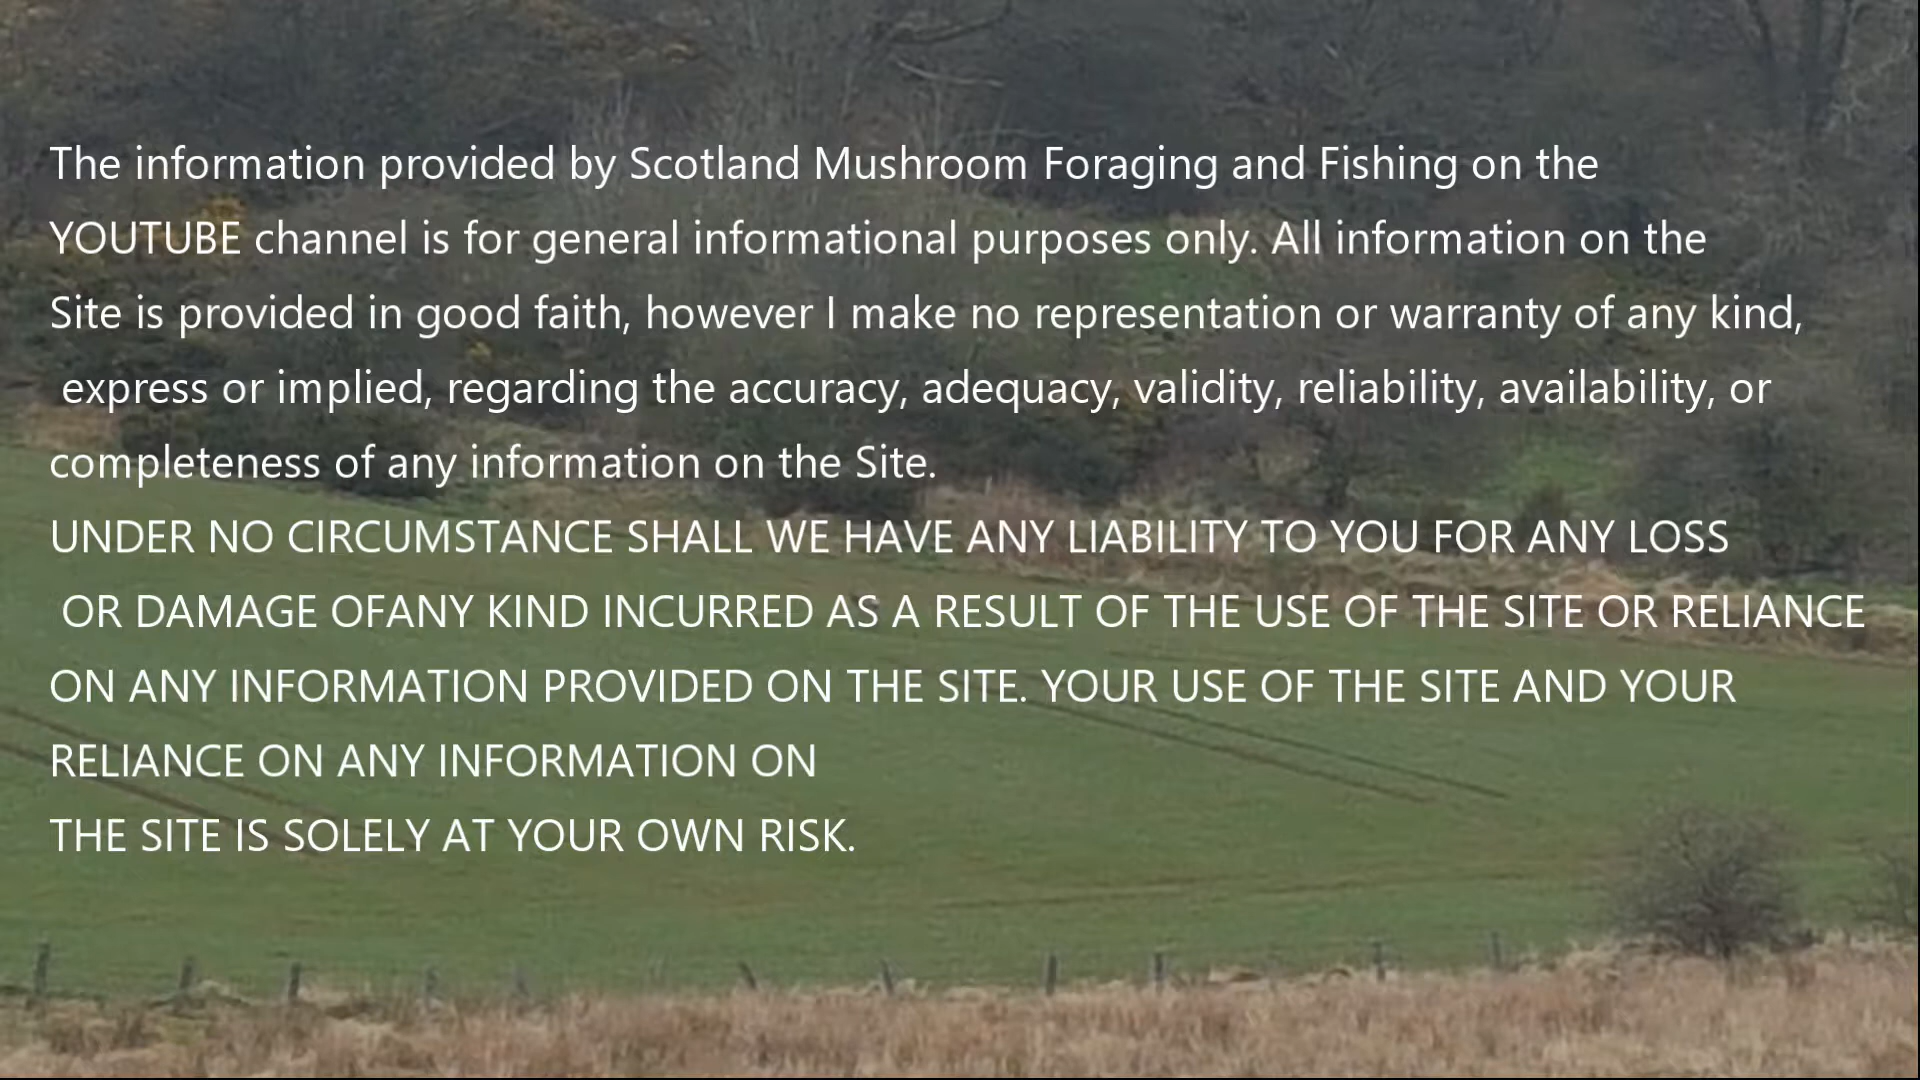 The information provided by Scotland Mushroom Foraging and Fishing on the
YOUTUBE channel is for general informational purposes only. All information on the
Site is provided in good faith, however I make no representation or warranty of any kind,
express or implied, regarding the accuracy, adequacy, validity, reliability, availability, or
completeness of any information on the Site.
UNDER NO CIRCUMSTANCE SHALL WE HAVE ANY LIABILITY TO YOU FOR ANY LOSS
OR DAMAGE OFANY KIND INCURRED AS A RESULT OF THE USE OF THE SITE OR RELIANCE
ON ANY INFORMATION PROVIDED ON THE SITE. YOUR USE OF THE SITE AND YOUR
RELIANCE ON ANY INFORMATION ON
THE SITE IS SOLELY AT YOUR OWN RISK.